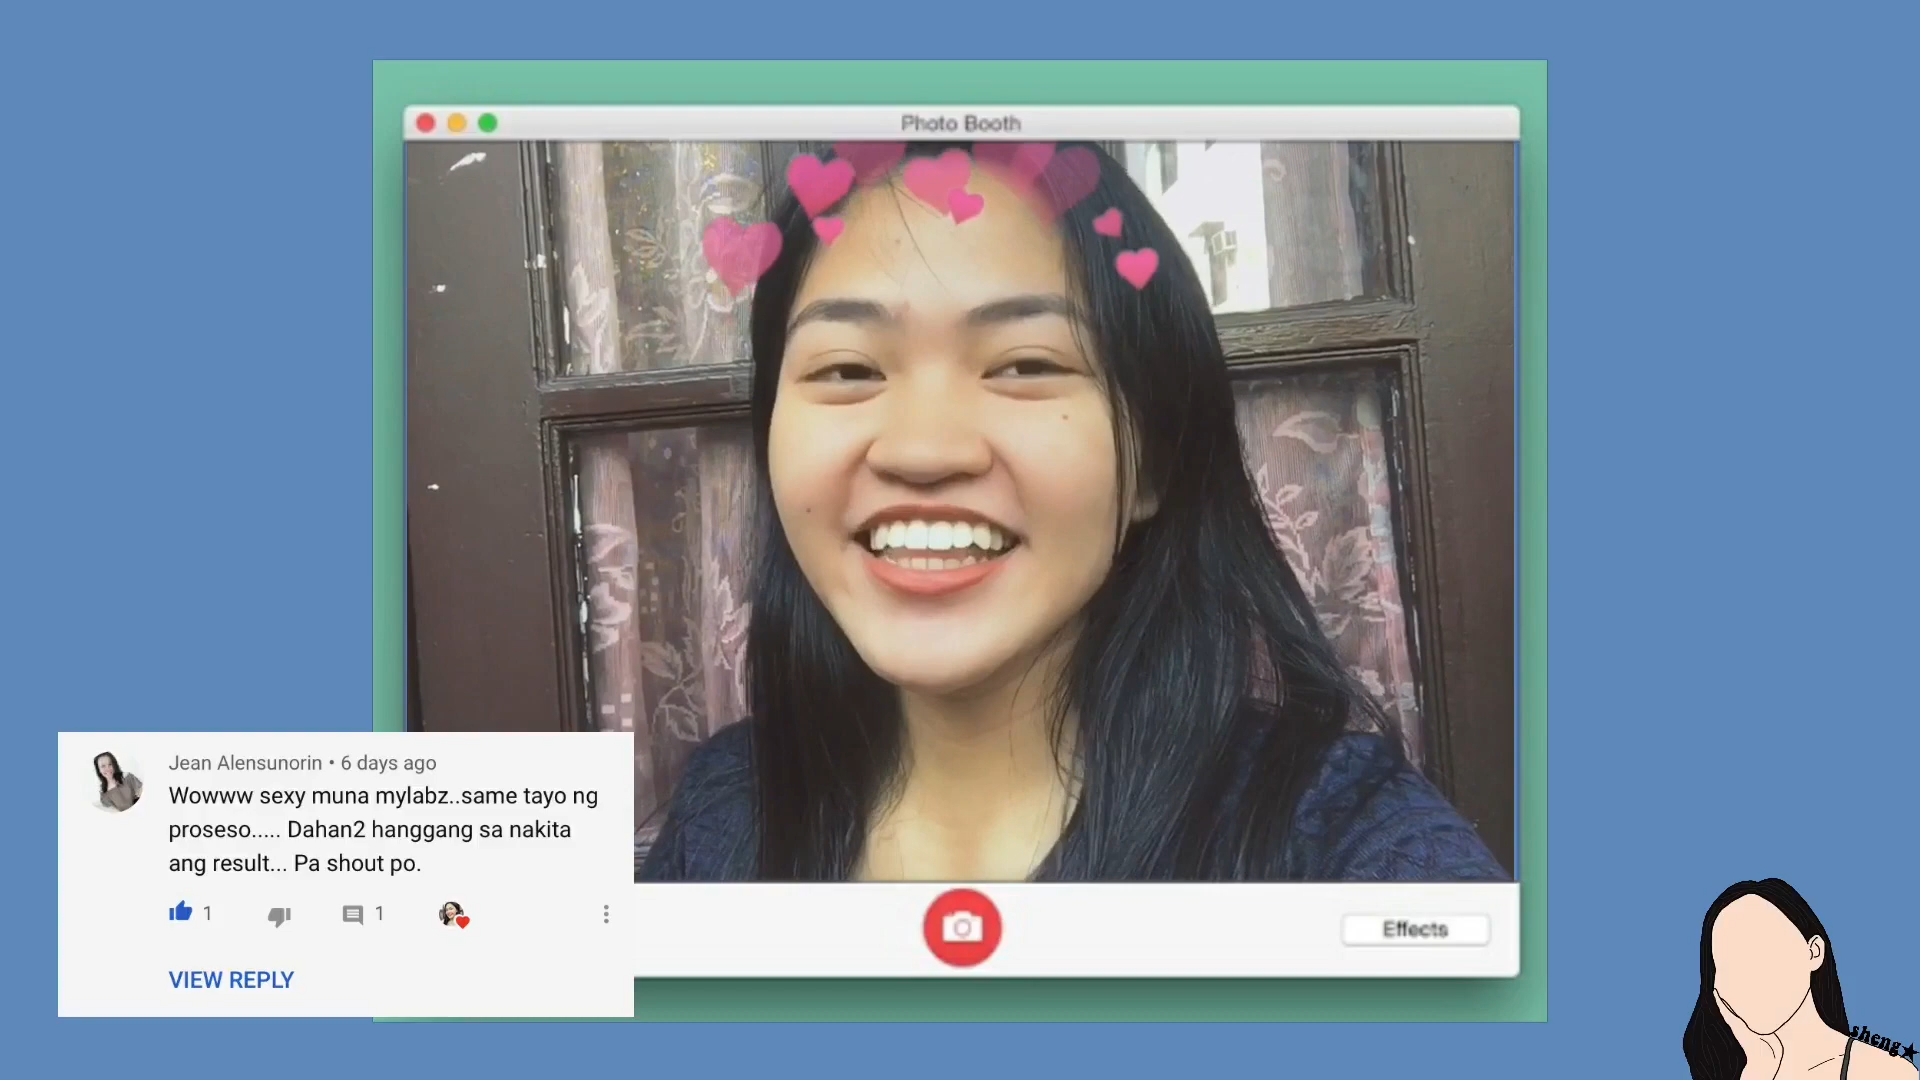 Photo Booth
Jean Alensunorin • 6 days ago
Wowww sexy muna mylabz..same tayo ng
proseso..... Dahan2 hanggang sa nakita
ang result... Pa shout po.
1
1
VIEW REPLY
Effects
sheng★